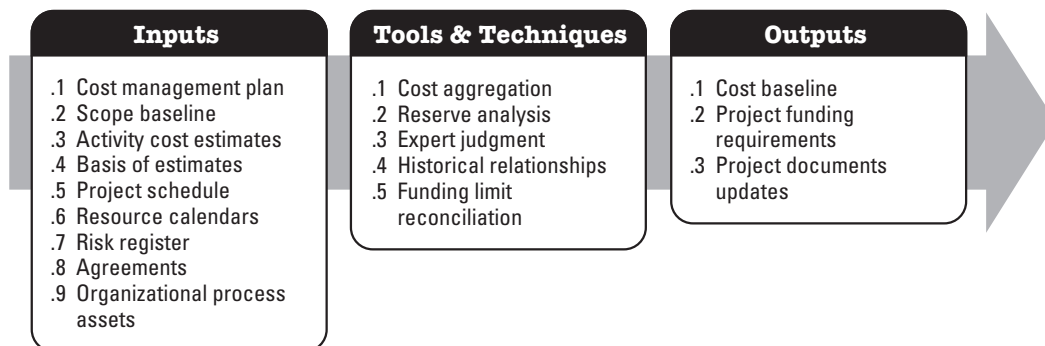 Inputs
.1 Cost management plan
.2 Scope baseline
.3 Activity cost estimates
.4 Basis of estimates
.5 Project schedule
.6 Resource calendars
.7 Risk register
.8 Agreements
.9 Organizational process
assets
Tools & Techniques
.1 Cost aggregation
.2 Reserve analysis
.3 Expert judgment
.4 Historical relationships
.5 Funding limit
reconciliation
Outputs
.1 Cost baseline
.2 Project funding
requirements
.3 Project documents
updates